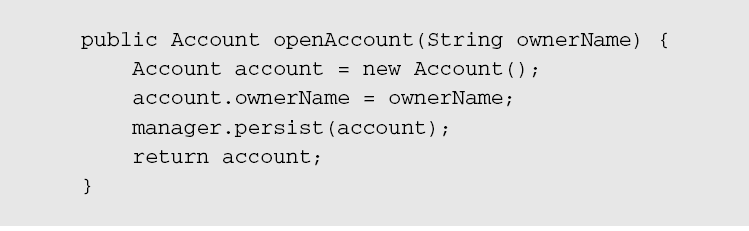 public Account openAccount(String ownerName) {
    Account account = new Account();
    account.ownerName = ownerName;
    manager.persist(account);
    return account;
}